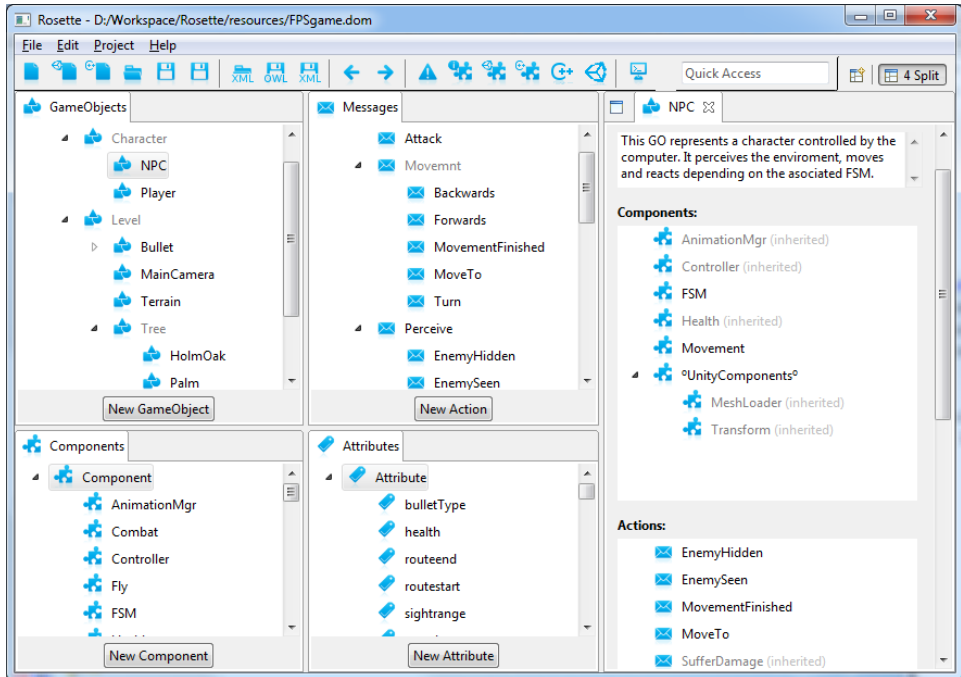 Rosette - D:/Workspace/Rosette/resources/FPSgame.dom
File Edit Project Help
XML OWL XML C+ Quick Access 4 Split
GameObjects
Character
NPC
Player
Level
Bullet
MainCamera
Terrain
Tree
HolmOak
Palm
New GameObject
Messages
Attack
Movemnt
Backwards
Forwards
MovementFinished
MoveTo
Turn
Perceive
EnemyHidden
EnemySeen
New Action
Components
Component
AnimationMgr
Combat
Controller
Fly
FSM
New Component
Attributes
Attribute
bulletType
health
routeend
routestart
sightrange
New Attribute
NPC
This GO represents a character controlled by the
computer. It perceives the enviroment, moves
and reacts depending on the asociated FSM.
Components:
AnimationMgr (inherited)
Controller (inherited)
FSM
Health (inherited)
Movement
ºUnityComponentsº
MeshLoader (inherited)
Transform (inherited)
Actions:
EnemyHidden
EnemySeen
MovementFinished
MoveTo
SufferDamage (inherited)